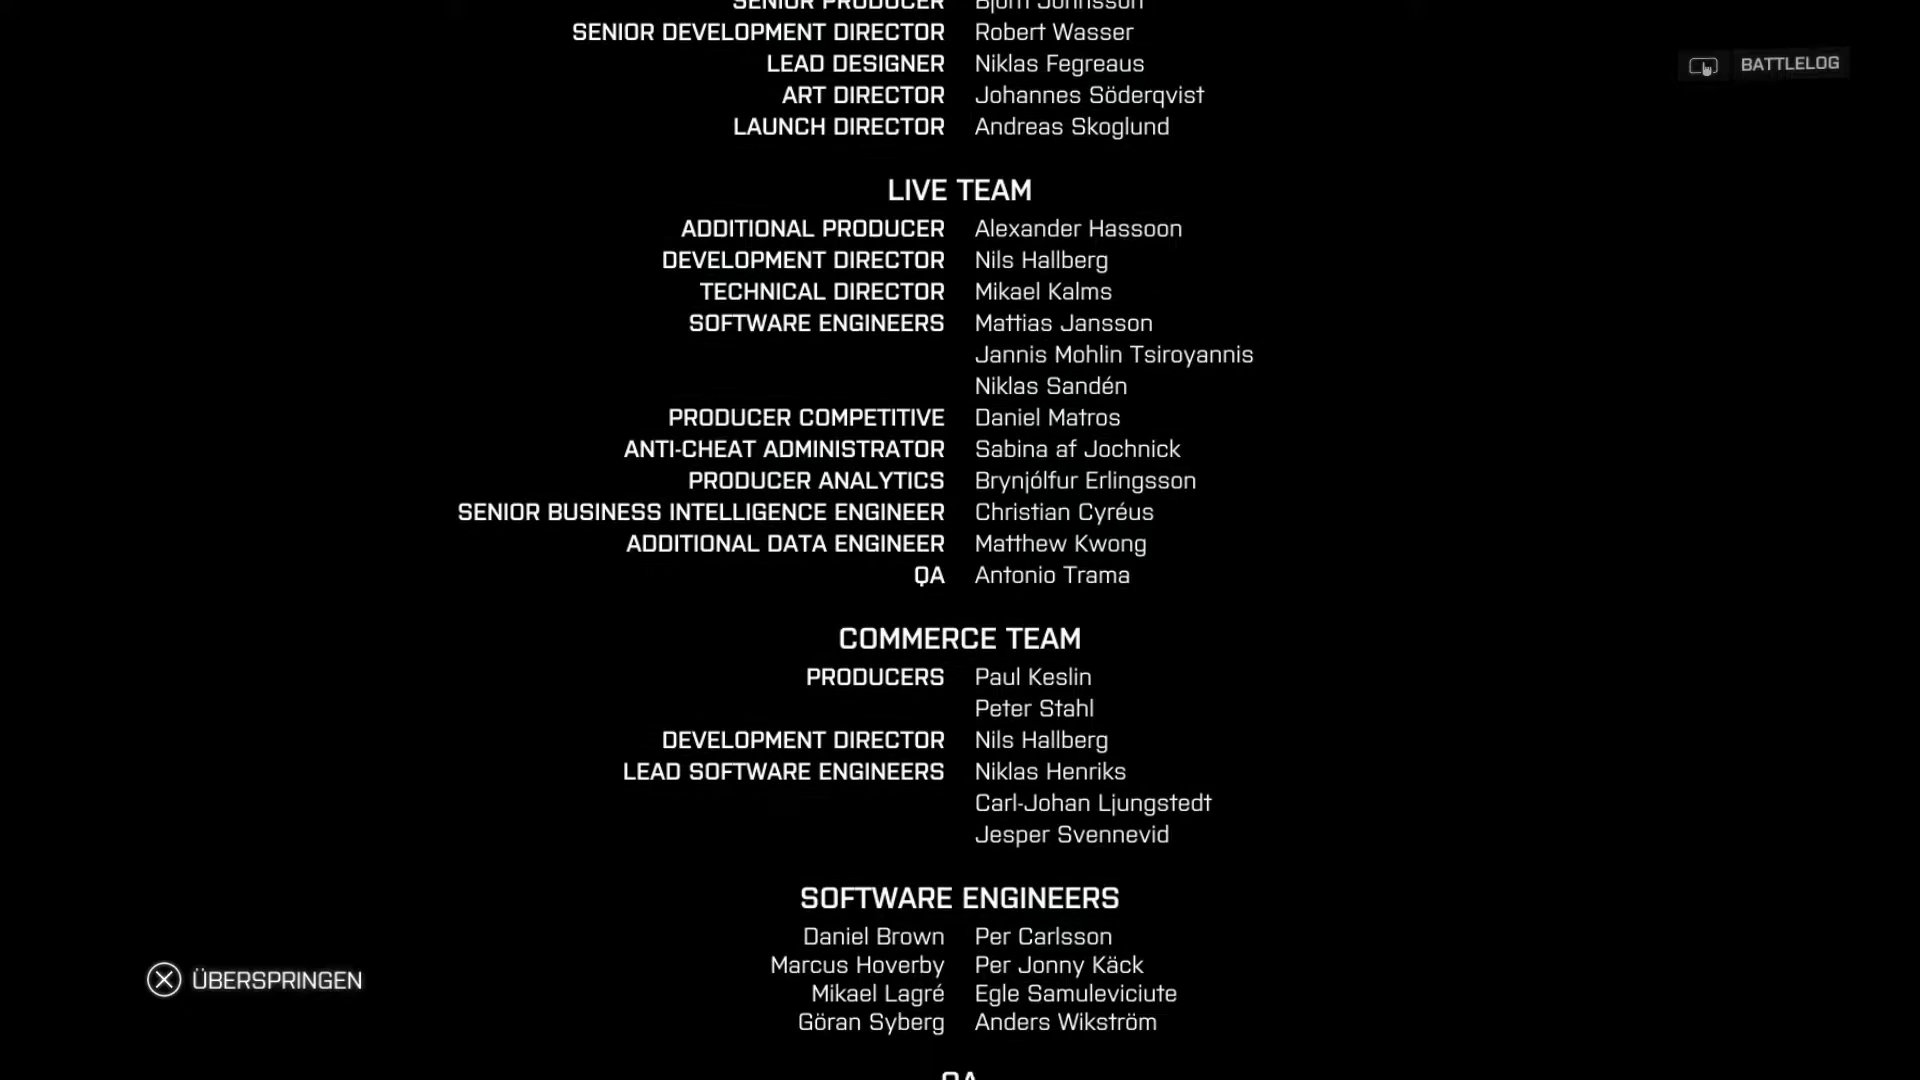 SENIOR PRODUCER Björn Johnsson
SENIOR DEVELOPMENT DIRECTOR Robert Wasser
LEAD DESIGNER Niklas Fegreaus
BATTLELOG
ART DIRECTOR Johannes Söderqvist
LAUNCH DIRECTOR Andreas Skoglund
LIVE TEAM
ADDITIONAL PRODUCER Alexander Hassoon
DEVELOPMENT DIRECTOR Nils Hallberg
TECHNICAL DIRECTOR Mikael Kalms
SOFTWARE ENGINEERS Mattias Jansson
Jannis Mohlin Tsiroyannis
Niklas Sandén
PRODUCER COMPETITIVE Daniel Matros
ANTI-CHEAT ADMINISTRATOR Sabina af Jochnick
PRODUCER ANALYTICS Brynjólfur Erlingsson
SENIOR BUSINESS INTELLIGENCE ENGINEER Christian Cyréus
ADDITIONAL DATA ENGINEER Matthew Kwong
QA Antonio Trama
COMMERCE TEAM
PRODUCERS Paul Keslin
Peter Stahl
DEVELOPMENT DIRECTOR Nils Hallberg
LEAD SOFTWARE ENGINEERS Niklas Henriks
Carl-Johan Ljungstedt
Jesper Svennevid
SOFTWARE ENGINEERS
Daniel Brown Per Carlsson
Marcus Hoverby Per Jonny Käck
ÜBERSPRINGEN
Mikael Lagré Egle Samuleviciute
Göran Syberg Anders Wikström
QA